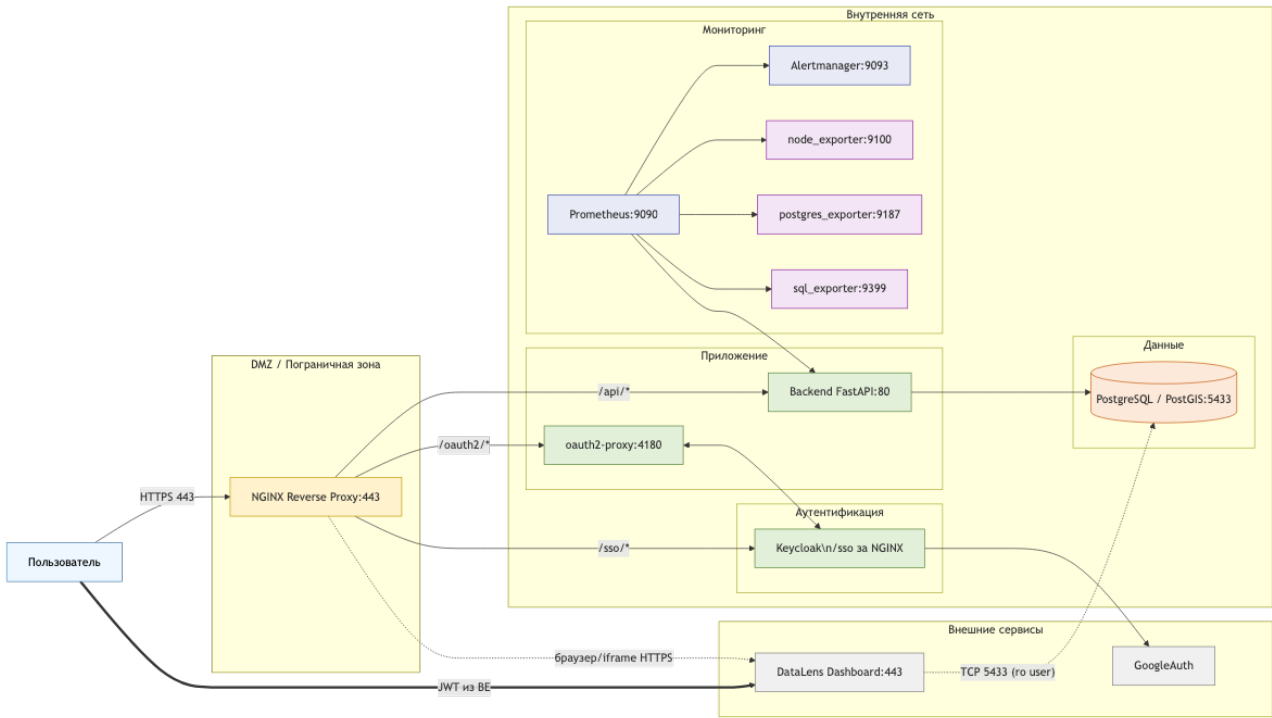 Внутренняя сеть
Мониторинг
Alertmanager:9093
node_exporter:9100
Prometheus:9090
postgres_exporter:9187
sql_exporter:9399
Данные
PostgreSQL / PostGIS:5433
Приложение
/api/*
Backend FastAPI:80
/oauth2/*
oauth2-proxy:4180
DMZ / Пограничная зона
HTTPS 443
NGINX Reverse Proxy:443
Аутентификация
/sso/*
Keycloak\n/sso за NGINX
Пользователь
Внешние сервисы
браузер/iframe HTTPS
DataLens Dashboard:443
TCP 5433 (ro user)
GoogleAuth
JWT из BE